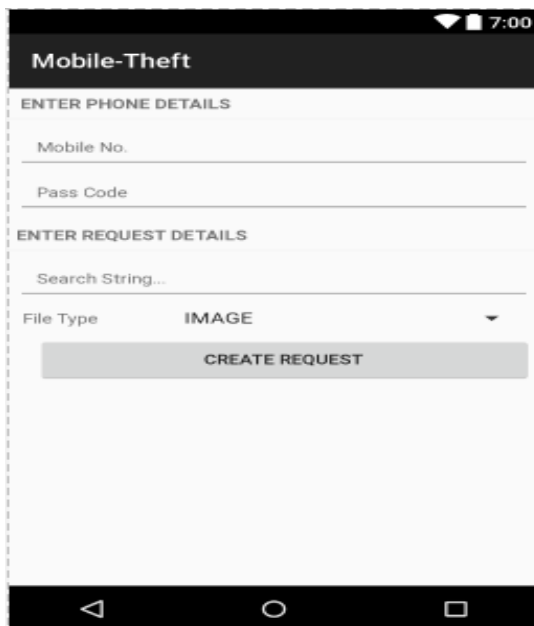 7:00
Mobile-Theft
ENTER PHONE DETAILS
Mobile No.
Pass Code
ENTER REQUEST DETAILS
Search String...
File Type IMAGE
CREATE REQUEST